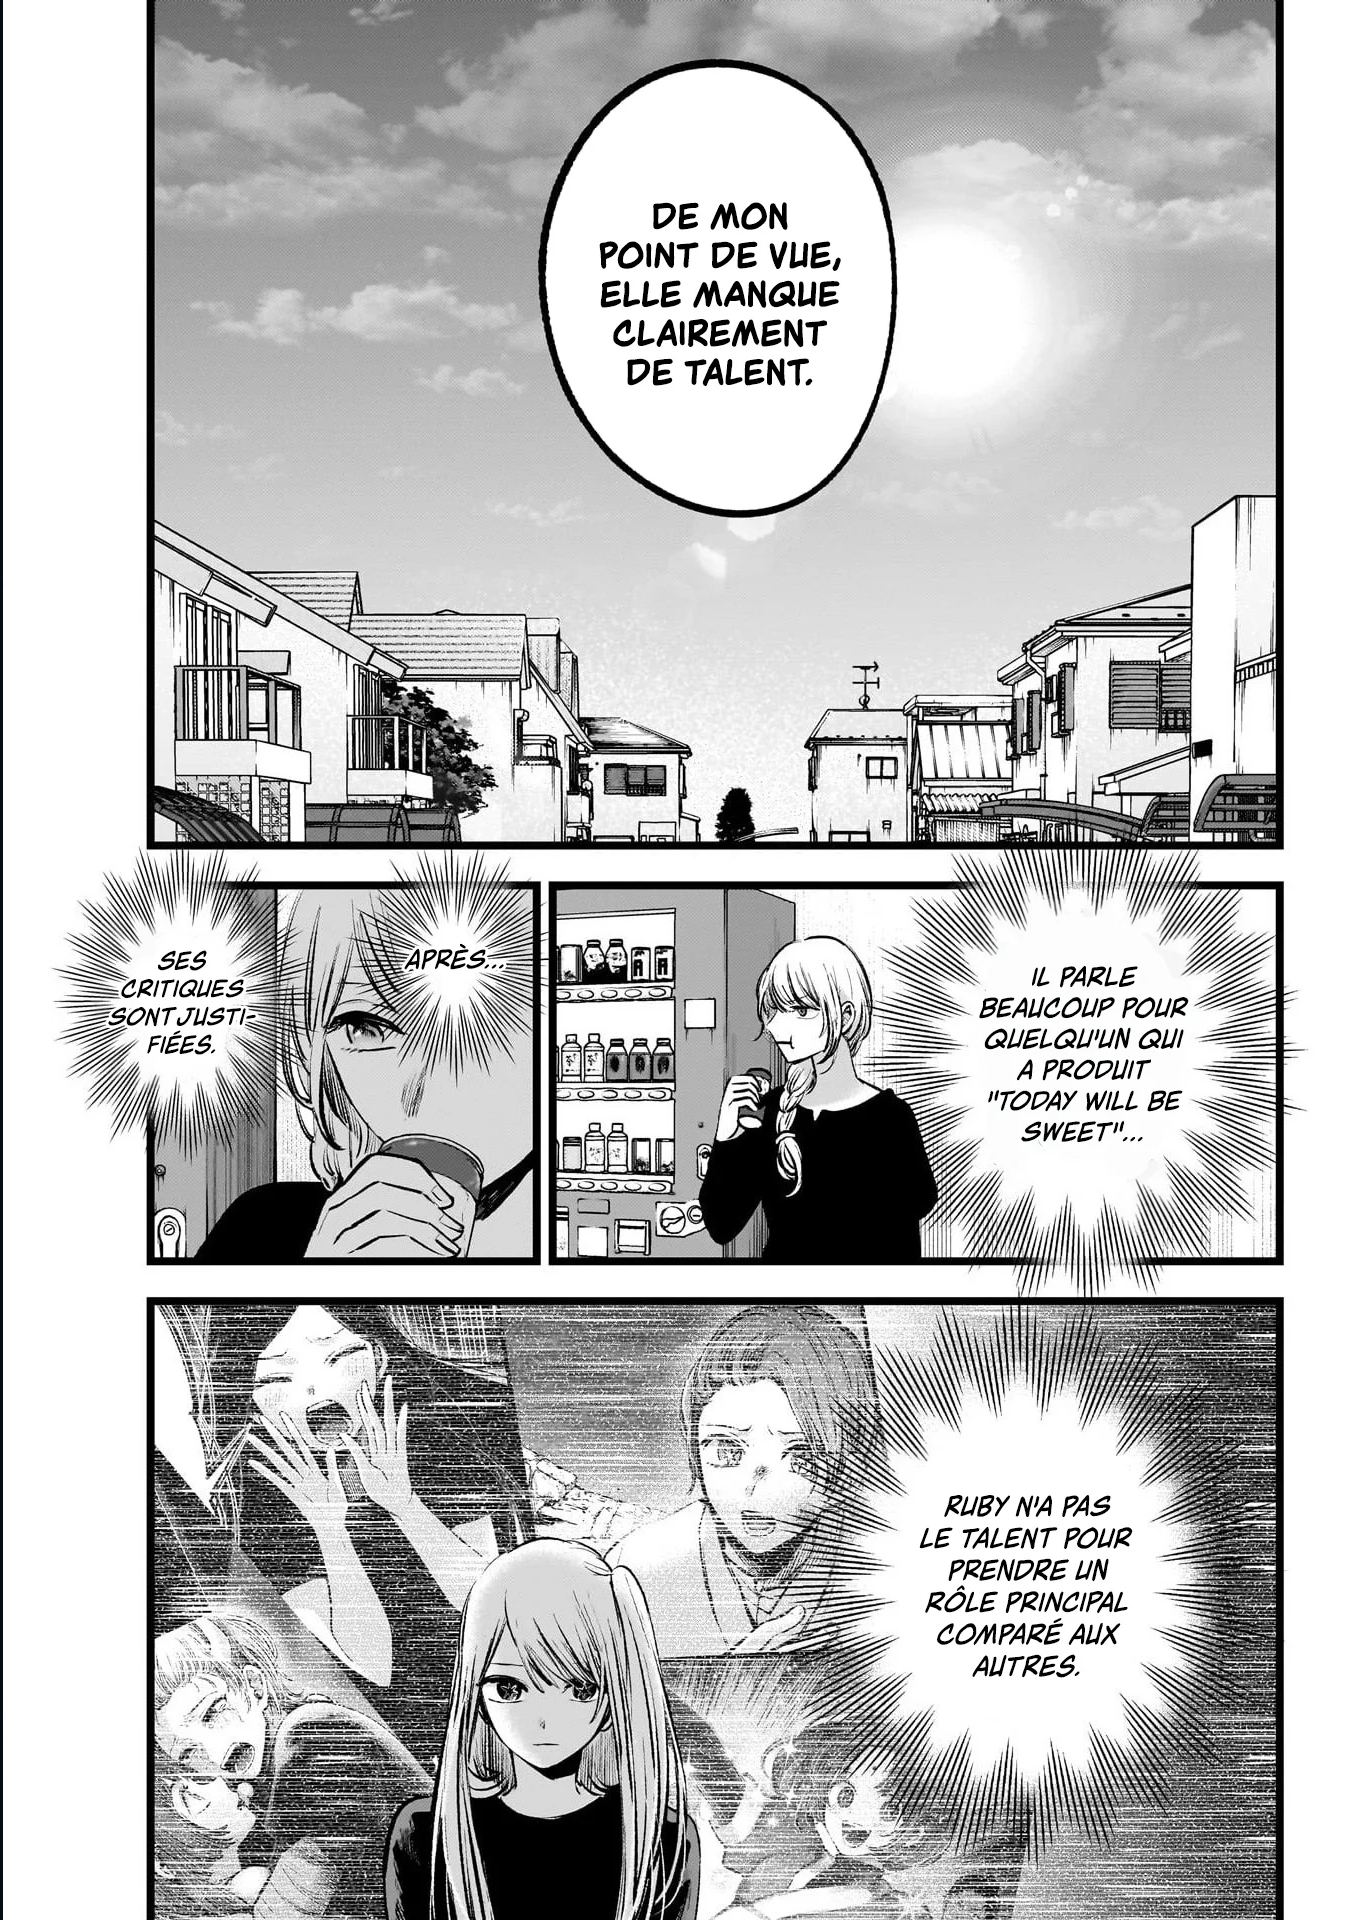 DE MON
POINT DE VUE,
ELLE MANQUE
CLAIREMENT
DE TALENT.
IL PARLE
BEAUCOUP POUR
QUELQU'UN QUI
A PRODUIT
"TODAY WILL BE
SWEET"...
APRÈS...
SES
CRITIQUES
SONT JUSTI-
FIÉES.
RUBY N'A PAS
LE TALENT POUR
PRENDRE UN
RÔLE PRINCIPAL
COMPARÉ AUX
AUTRES.